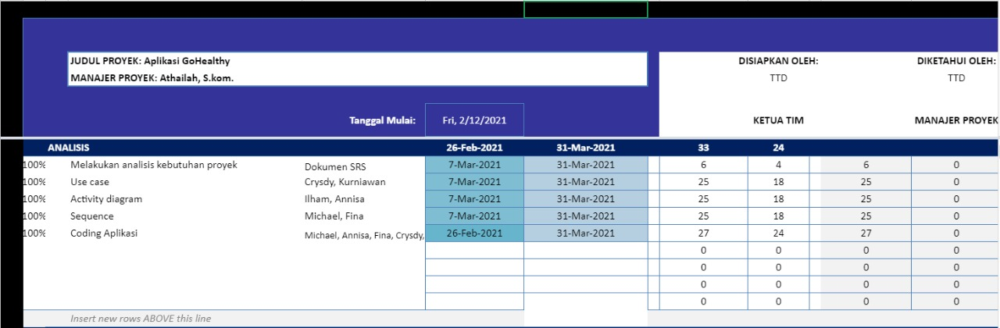 JUDUL PROYEK: Aplikasi GoHealthy
MANAJER PROYEK: Athailah, S.kom.
DISIAPKAN OLEH: DIKETAHUI OLEH:
TTD TTD
Tanggal Mulai: Fri, 2/12/2021 KETUA TIM MANAJER PROYEK
ANALISIS 26-Feb-2021 31-Mar-2021 33 24
100% Melakukan analisis kebutuhan proyek Dokumen SRS 7-Mar-2021 31-Mar-2021 6 4 6 0
100% Use case Crysdy, Kurniawan 7-Mar-2021 31-Mar-2021 25 18 25 0
100% Activity diagram Ilham, Annisa 7-Mar-2021 31-Mar-2021 25 18 25 0
100% Sequence Michael, Fina 7-Mar-2021 31-Mar-2021 25 18 25 0
100% Coding Aplikasi Michael, Annisa, Fina, Crysdy, 26-Feb-2021 31-Mar-2021 27 24 27 0
0 0 0 0
0 0 0 0
0 0 0 0
0 0 0 0
Insert new rows ABOVE this line